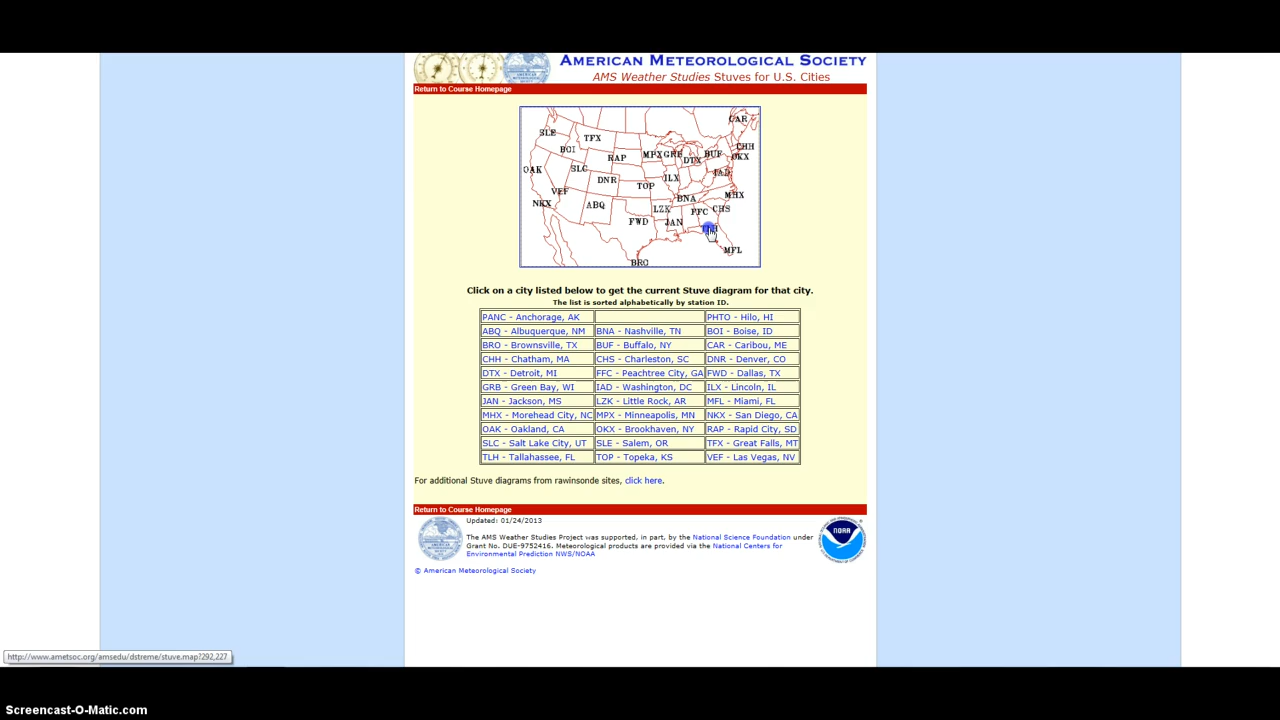 AMERICAN METEOROLOGICAL SOCIETY
AMS Weather Studies Stuves for U.S. Cities
Return to Course Homepage
CAR
SLE TFX
BOI CHH
RAP MPX GRB DTX BUF OKX
OAK SLC ILX IAD
DNR TOP
VEF BNA MHX
NKX ABQ LZK FFC CHS
FWD JAN
MFL
BRO
Click on a city listed below to get the current Stuve diagram for that city.
The list is sorted alphabetically by station ID.
PANC - Anchorage, AK PHTO - Hilo, HI
ABQ - Albuquerque, NM BNA - Nashville, TN BOI - Boise, ID
BRO - Brownsville, TX BUF - Buffalo, NY CAR - Caribou, ME
CHH - Chatham, MA CHS - Charleston, SC DNR - Denver, CO
DTX - Detroit, MI FFC - Peachtree City, GA FWD - Dallas, TX
GRB - Green Bay, WI IAD - Washington, DC ILX - Lincoln, IL
JAN - Jackson, MS LZK - Little Rock, AR MFL - Miami, FL
MHX - Morehead City, NC MPX - Minneapolis, MN NKX - San Diego, CA
OAK - Oakland, CA OKX - Brookhaven, NY RAP - Rapid City, SD
SLC - Salt Lake City, UT SLE - Salem, OR TFX - Great Falls, MT
TLH - Tallahassee, FL TOP - Topeka, KS VEF - Las Vegas, NV
For additional Stuve diagrams from rawinsonde sites, click here.
Return to Course Homepage
Updated: 01/24/2013
NOAA
The AMS Weather Studies Project was supported, in part, by the National Science Foundation under
Grant No. DUE-9752416. Meteorological products are provided via the National Centers for
Environmental Prediction NWS/NOAA
© American Meteorological Society
http://www.ametsoc.org/amsedu/dstreme/stuve.map?292,227
Screencast-O-Matic.com